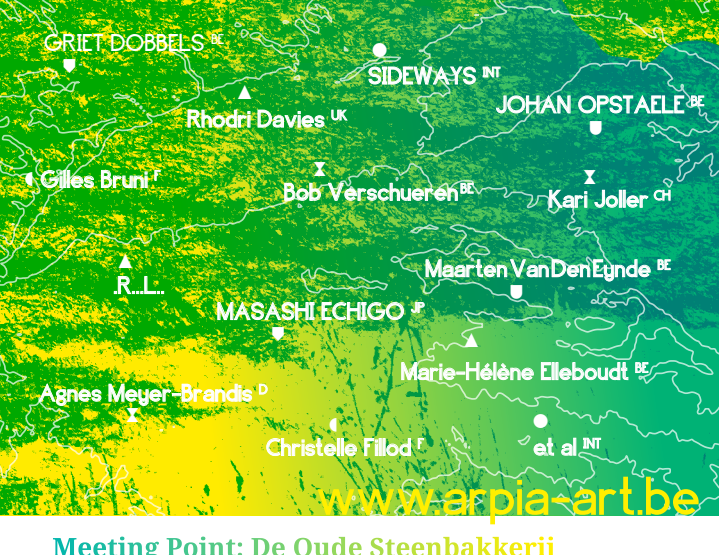 GRIET DOBBELS BE
SIDEWAYS INT
JOHAN OPSTAELE BE
Rhodri Davies UK
Gilles Bruni F
Bob Verschueren BE
Kari Joller CH
Maarten VanDenEynde BE
.R...L..
MASASHI ECHIGO JP
Marie-Hélène Elleboudt BE
Agnes Meyer-Brandis D
Christelle Fillod F
et al INT
www.arpia-art.be
Meeting Point: De Oude Steenbakkerij